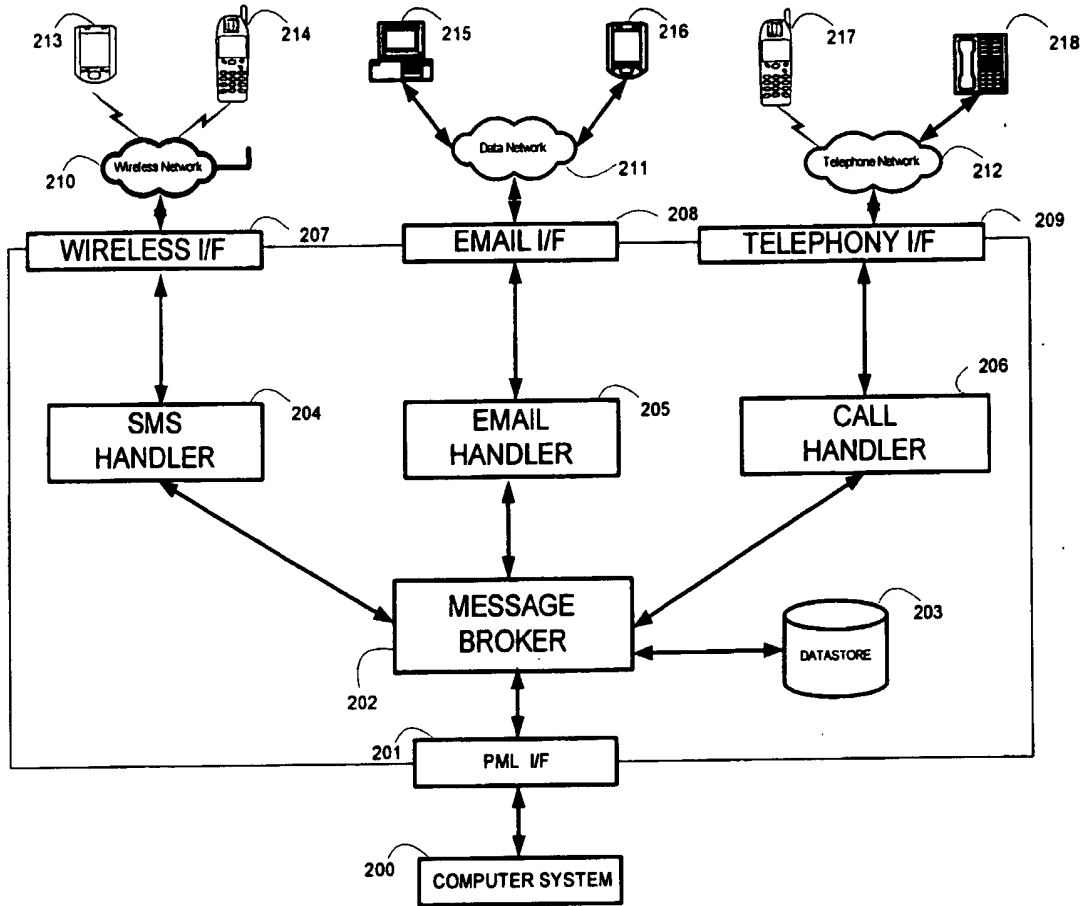 213
214
215
216
217
218
Wireless Network
210
Data Network
211
Telephone Network
212
WIRELESS I/F
207
EMAIL I/F
208
TELEPHONY I/F
209
SMS
HANDLER
204
EMAIL
HANDLER
205
CALL
HANDLER
206
MESSAGE
BROKER
202
DATASTORE
203
201
PML I/F
200
COMPUTER SYSTEM